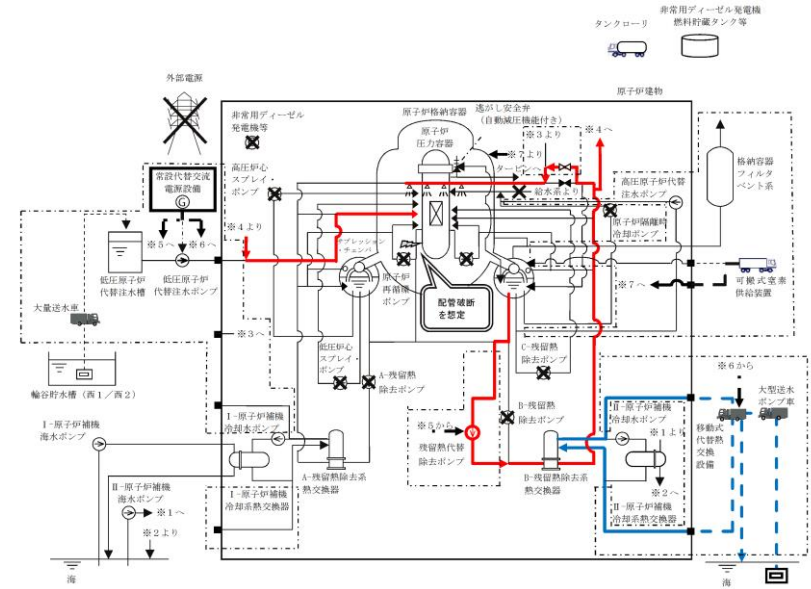 タンクローリ
非常用ディーゼル発電機
燃料貯蔵タンク等
外部電源
原子炉建物
非常用ディーゼル
発電機等
原子炉格納容器
逃がし安全弁
(自動減圧機能付き)
原子炉
圧力容器
※3より
※4へ
※7より
タービンへ
給水系より
高圧炉心
スプレイ・
ポンプ
常設代替交流
電源設備
G
※4より
※5へ
※6へ
高圧原子炉代替
注水ポンプ
原子炉隔離時
冷却ポンプ
格納容器
フィルタ
ベント系
サプレッション
・チェンバ
低圧原子炉
代替注水槽
低圧原子炉
代替注水ポンプ
原子炉
再循環
ポンプ
配管破断
を想定
※7へ
可搬式窒素
供給装置
大量送水車
※3へ
輪谷貯水槽(西1/西2)
低圧炉心
スプレイ・
ポンプ
A-残留熱
除去ポンプ
C-残留熱
除去ポンプ
B-残留熱
除去ポンプ
※5から
残留熱代替
除去ポンプ
※6から
大型送水
ポンプ車
移動式
代替熱
交換
設備
Ⅰ-原子炉補機
海水ポンプ
Ⅰ-原子炉補機
冷却水ポンプ
Ⅱ-原子炉補機
冷却水ポンプ
※1より
※2へ
Ⅱ-原子炉補機
海水ポンプ
※1へ
※2より
Ⅰ-原子炉補機
冷却系熱交換器
A-残留熱除去系
熱交換器
B-残留熱除去系
熱交換器
Ⅱ-原子炉補機
冷却系熱交換器
海
海